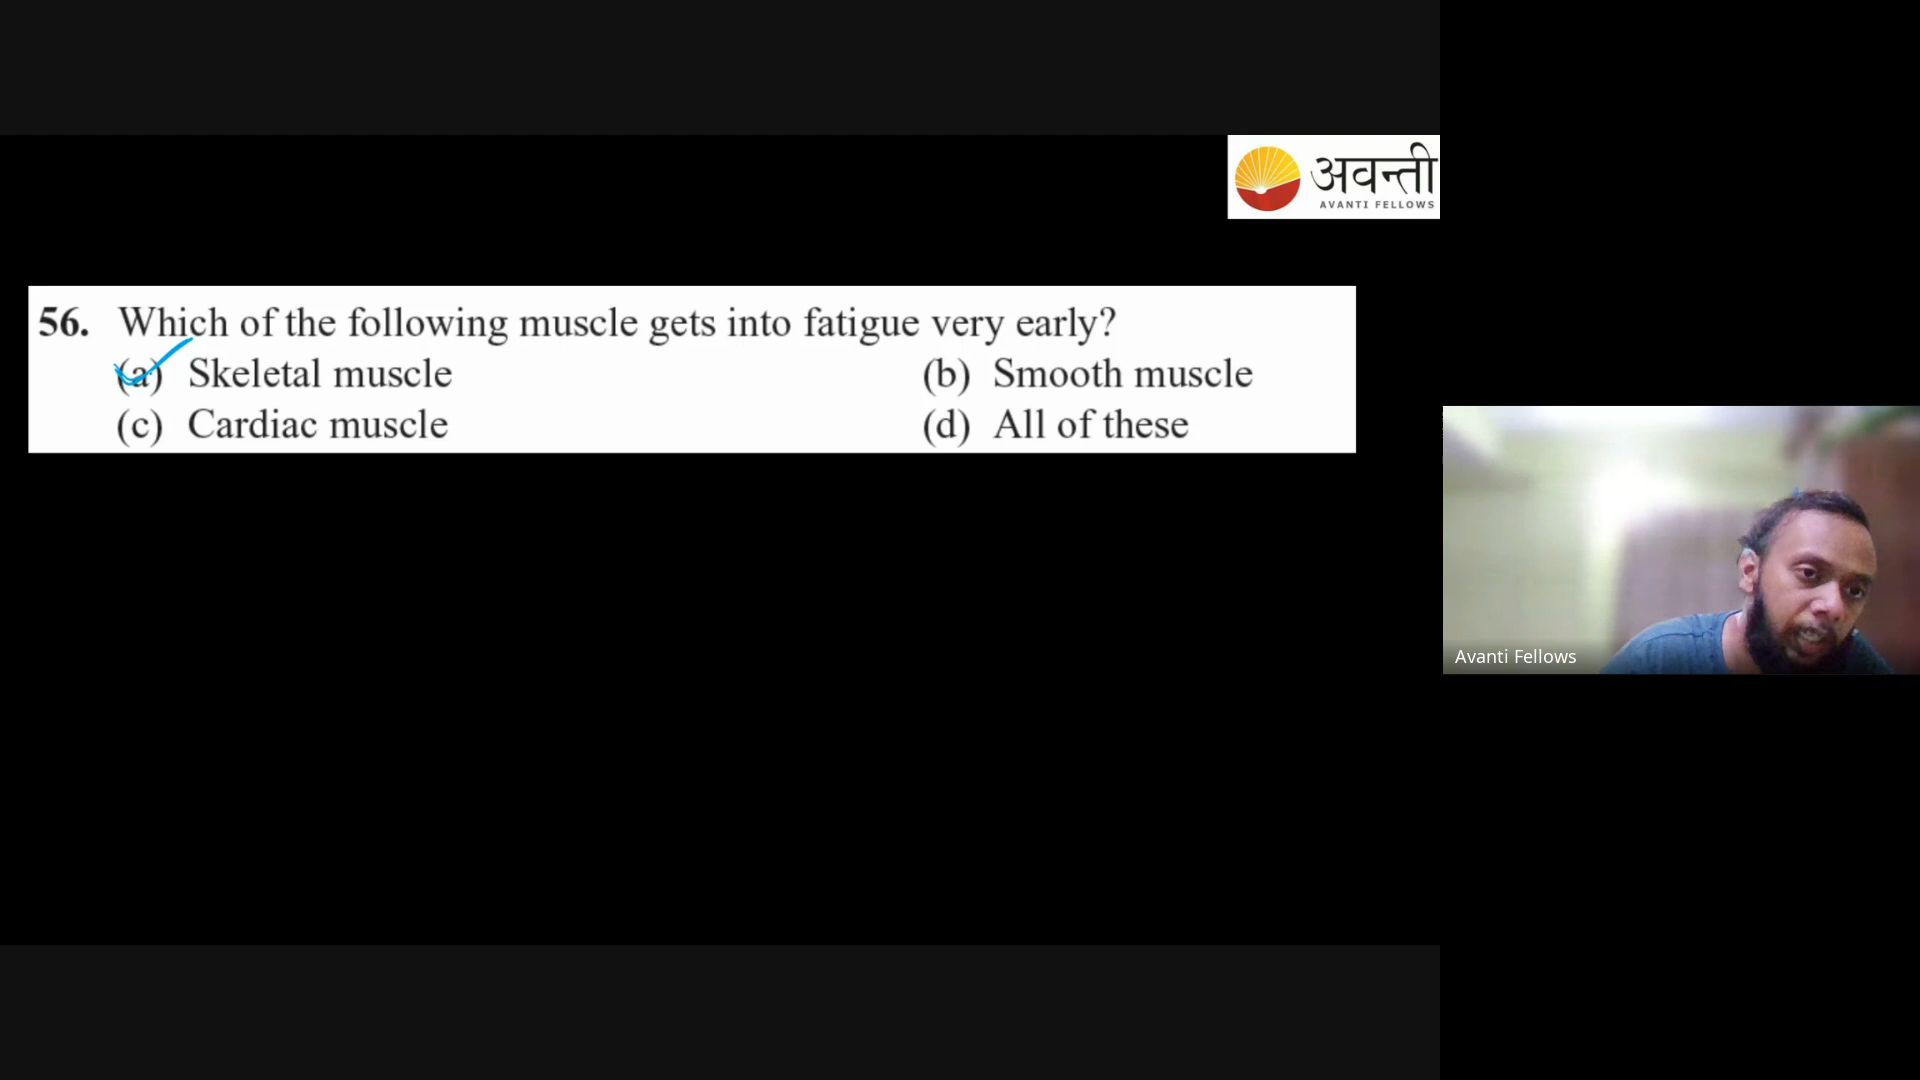 अवन्ती
AVANTI FELLOWS
56. Which of the following muscle gets into fatigue very early?
(a) Skeletal muscle (b) Smooth muscle
(c) Cardiac muscle (d) All of these
Avanti Fellows